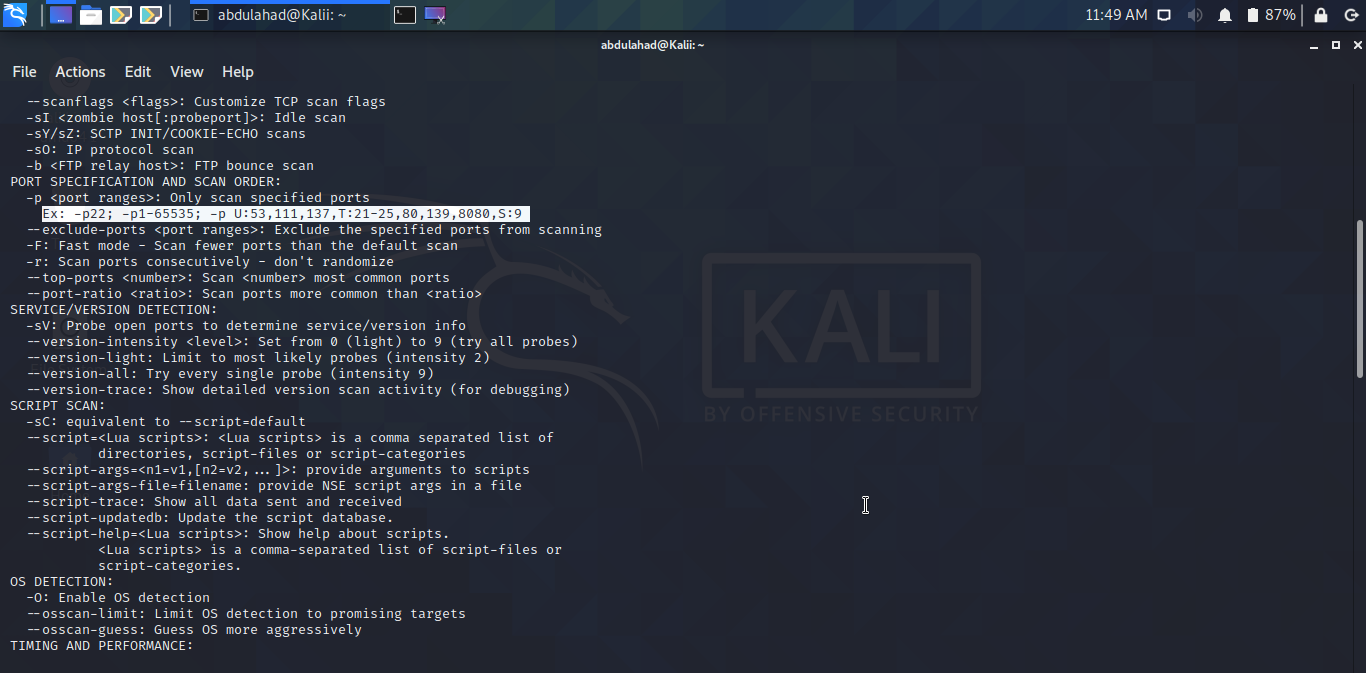 abdulahad@Kalii: ~
11:49 AM
87%
abdulahad@Kalii: ~
File Actions Edit View Help
--scanflags <flags>: Customize TCP scan flags
-sI <zombie host[:probeport]>: Idle scan
-sY/sZ: SCTP INIT/COOKIE-ECHO scans
-sO: IP protocol scan
-b <FTP relay host>: FTP bounce scan
PORT SPECIFICATION AND SCAN ORDER:
-p <port ranges>: Only scan specified ports
Ex: -p22; -p1-65535; -p U:53,111,137,T:21-25,80,139,8080,S:9
--exclude-ports <port ranges>: Exclude the specified ports from scanning
-F: Fast mode - Scan fewer ports than the default scan
-r: Scan ports consecutively - don't randomize
--top-ports <number>: Scan <number> most common ports
--port-ratio <ratio>: Scan ports more common than <ratio>
SERVICE/VERSION DETECTION:
-sV: Probe open ports to determine service/version info
--version-intensity <level>: Set from 0 (light) to 9 (try all probes)
--version-light: Limit to most likely probes (intensity 2)
--version-all: Try every single probe (intensity 9)
--version-trace: Show detailed version scan activity (for debugging)
SCRIPT SCAN:
-sC: equivalent to --script=default
--script=<Lua scripts>: <Lua scripts> is a comma separated list of
directories, script-files or script-categories
--script-args=<n1=v1,[n2=v2,...]>: provide arguments to scripts
--script-args-file=filename: provide NSE script args in a file
--script-trace: Show all data sent and received
--script-updatedb: Update the script database.
--script-help=<Lua scripts>: Show help about scripts.
<Lua scripts> is a comma-separated list of script-files or
script-categories.
OS DETECTION:
-O: Enable OS detection
--osscan-limit: Limit OS detection to promising targets
--osscan-guess: Guess OS more aggressively
TIMING AND PERFORMANCE:
KALI
BY OFFENSIVE SECURITY